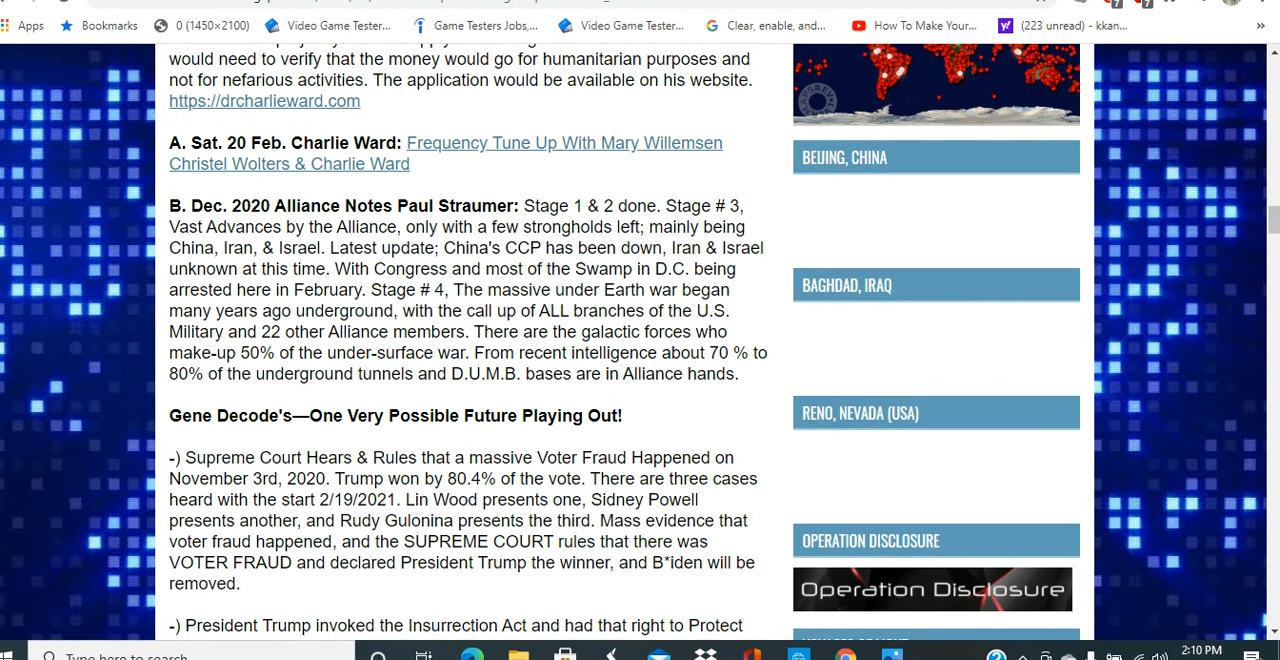 Apps
Bookmarks
0 (1450×2100)
Video Game Tester...
Game Testers Jobs,...
Video Game Tester...
Clear, enable, and...
How To Make Your...
(223 unread) - kkan...
»
would need to verify that the money would go for humanitarian purposes and
not for nefarious activities. The application would be available on his website.
https://drcharlieward.com
A. Sat. 20 Feb. Charlie Ward: Frequency Tune Up With Mary Willemsen
Christel Wolters & Charlie Ward
B. Dec. 2020 Alliance Notes Paul Straumer: Stage 1 & 2 done. Stage # 3,
Vast Advances by the Alliance, only with a few strongholds left; mainly being
China, Iran, & Israel. Latest update; China's CCP has been down, Iran & Israel
unknown at this time. With Congress and most of the Swamp in D.C. being
arrested here in February. Stage # 4, The massive under Earth war began
many years ago underground, with the call up of ALL branches of the U.S.
Military and 22 other Alliance members. There are the galactic forces who
make-up 50% of the under-surface war. From recent intelligence about 70 % to
80% of the underground tunnels and D.U.M.B. bases are in Alliance hands.
Gene Decode's—One Very Possible Future Playing Out!
-) Supreme Court Hears & Rules that a massive Voter Fraud Happened on
November 3rd, 2020. Trump won by 80.4% of the vote. There are three cases
heard with the start 2/19/2021. Lin Wood presents one, Sidney Powell
presents another, and Rudy Gulonina presents the third. Mass evidence that
voter fraud happened, and the SUPREME COURT rules that there was
VOTER FRAUD and declared President Trump the winner, and B*iden will be
removed.
-) President Trump invoked the Insurrection Act and had that right to Protect
BEIJING, CHINA
BAGHDAD, IRAQ
RENO, NEVADA (USA)
OPERATION DISCLOSURE
Operation Disclosure
Type here to search
2:10 PM